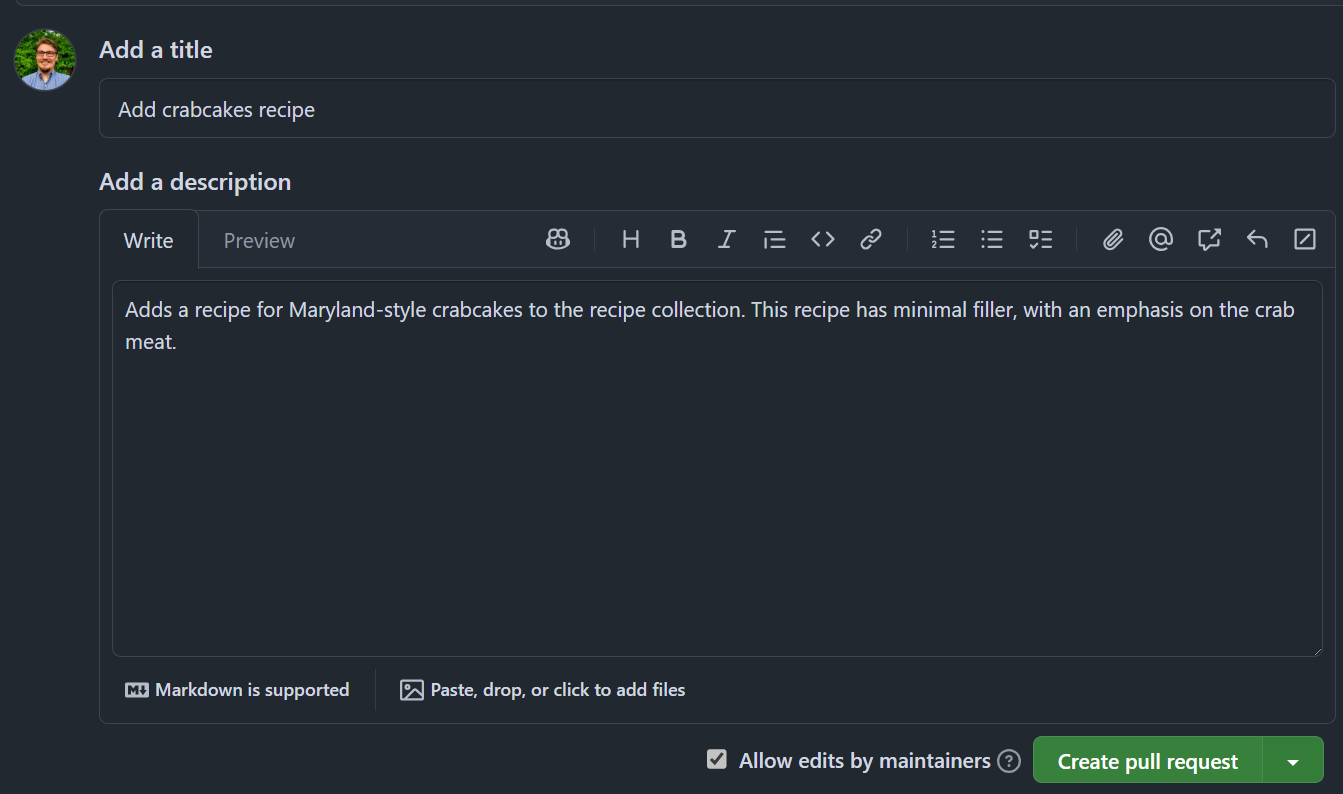 Add a title
Add crabcakes recipe
Add a description
Write
Preview
H
B
I
Adds a recipe for Maryland-style crabcakes to the recipe collection. This recipe has minimal filler, with an emphasis on the crab
meat.
Markdown is supported
Paste, drop, or click to add files
Allow edits by maintainers
Create pull request